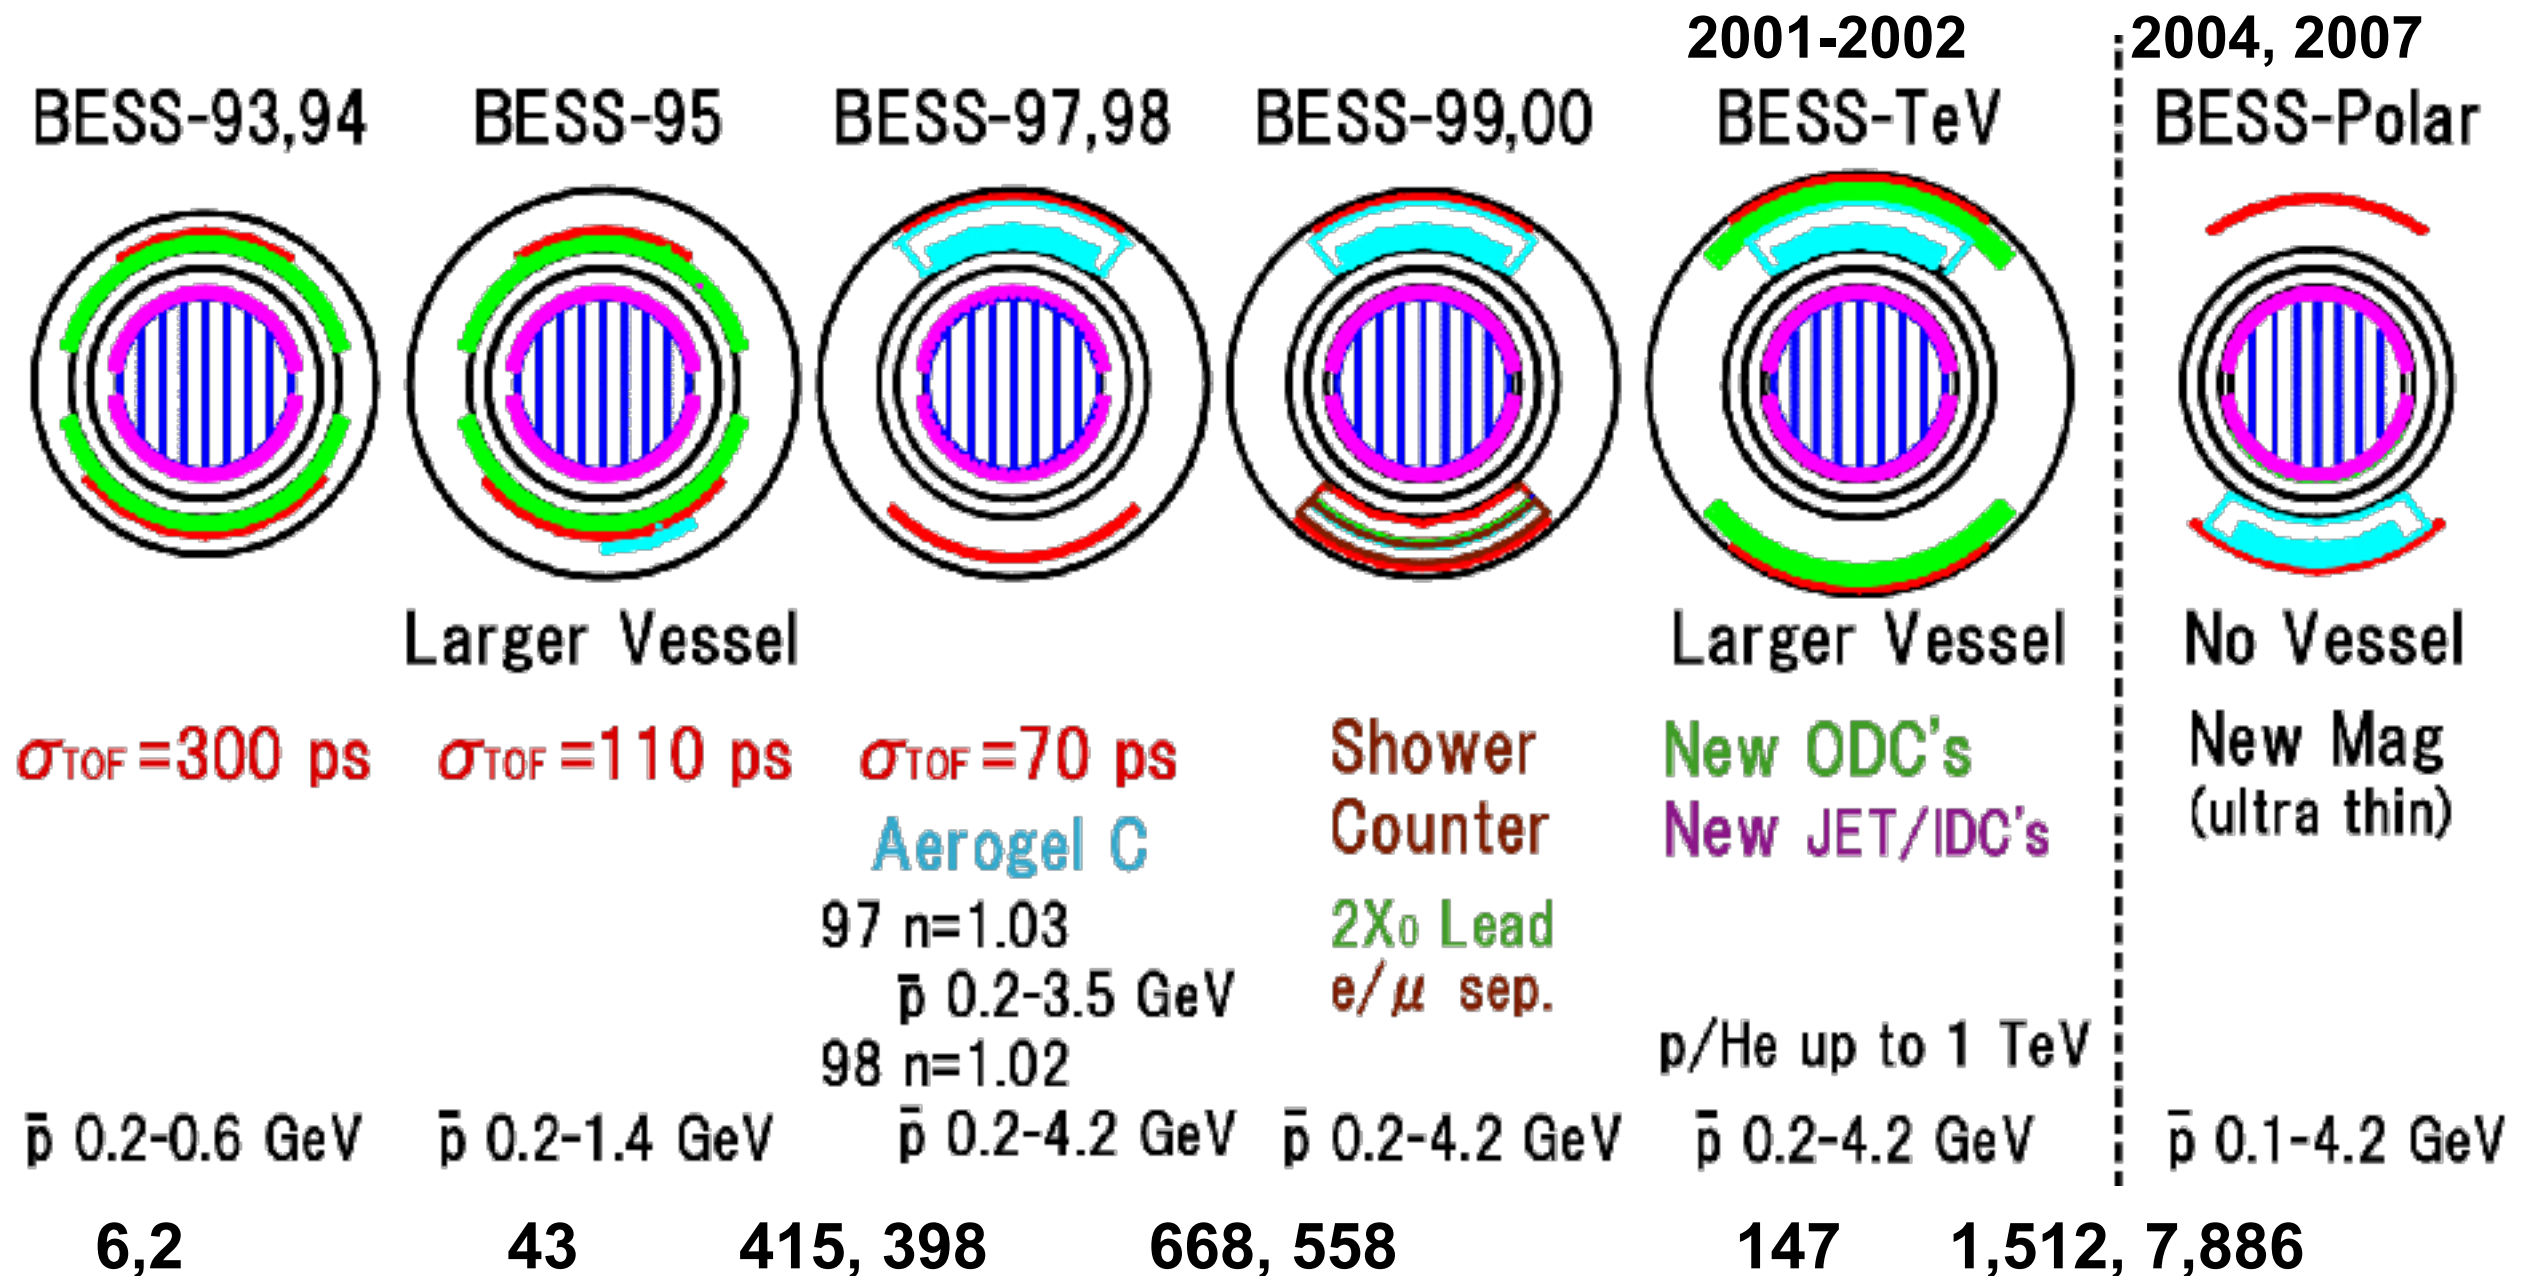 2001-2002
2004, 2007
BESS-93,94
BESS-95
BESS-97,98
BESS-99,00
BESS-TeV
BESS-Polar
Larger Vessel
Larger Vessel
No Vessel
σTOF=300 ps
σTOF=110 ps
σTOF=70 ps
Aerogel C
97 n=1.03
p̄ 0.2-3.5 GeV
98 n=1.02
Shower
Counter
2X₀ Lead
e/μ sep.
New ODC's
New JET/IDC's
p/He up to 1 TeV
New Mag
(ultra thin)
p̄ 0.2-0.6 GeV
p̄ 0.2-1.4 GeV
p̄ 0.2-4.2 GeV
p̄ 0.2-4.2 GeV
p̄ 0.2-4.2 GeV
p̄ 0.1-4.2 GeV
6,2
43
415, 398
668, 558
147
1,512, 7,886